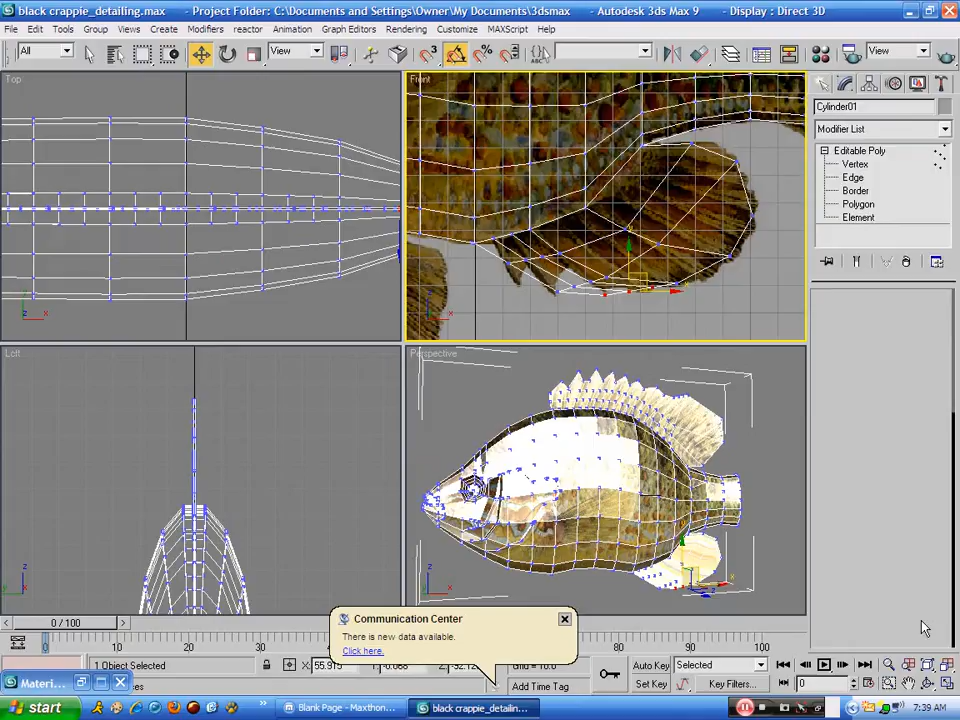 black crappie_detailing.max - Project Folder: C:\Documents and Settings\Owner\My Documents\3dsmax - Autodesk 3ds Max 9 - Display : Direct 3D
File Edit Tools Group Views Create Modifiers reactor Animation Graph Editors Rendering Customize MAXScript Help
All View View
Top Front
Left Perspective
Cylinder01
Modifier List
Editable Poly
Vertex
Edge
Border
Polygon
Element
0 / 100
Communication Center
There is new data available.
Click here.
0 10 20 30 80 90 100
1 Object Selected 55.915 Auto Key Selected
Add Time Tag Set Key Key Filters... 0
Materi...
start Blank Page - Maxthon... black crappie_detailin... 7:39 AM